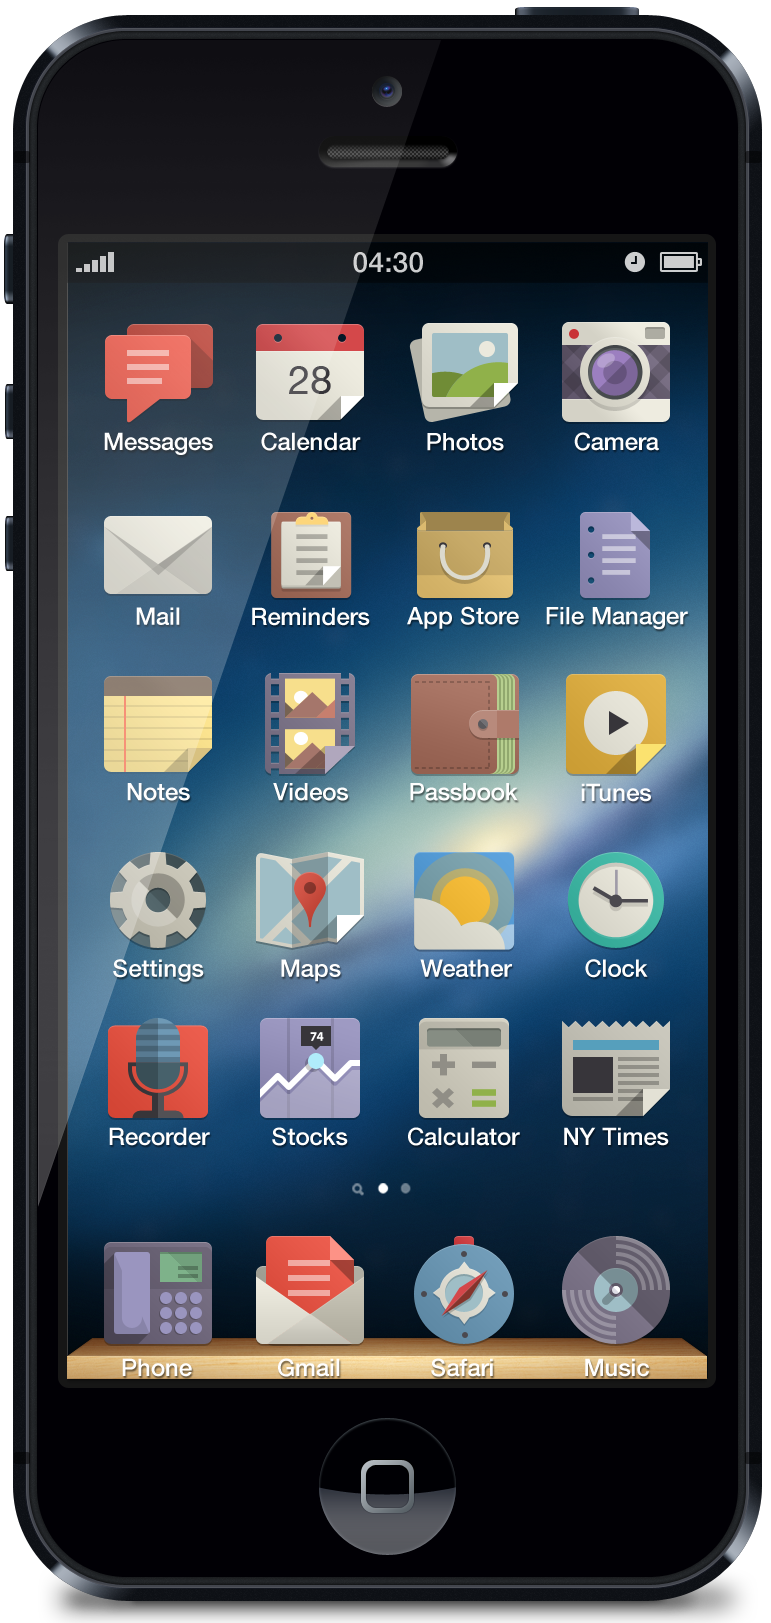 04:30
28
Messages Calendar Photos Camera
Mail Reminders App Store File Manager
Notes Videos Passbook iTunes
Settings Maps Weather Clock
74
Recorder Stocks Calculator NY Times
Phone Gmail Safari Music